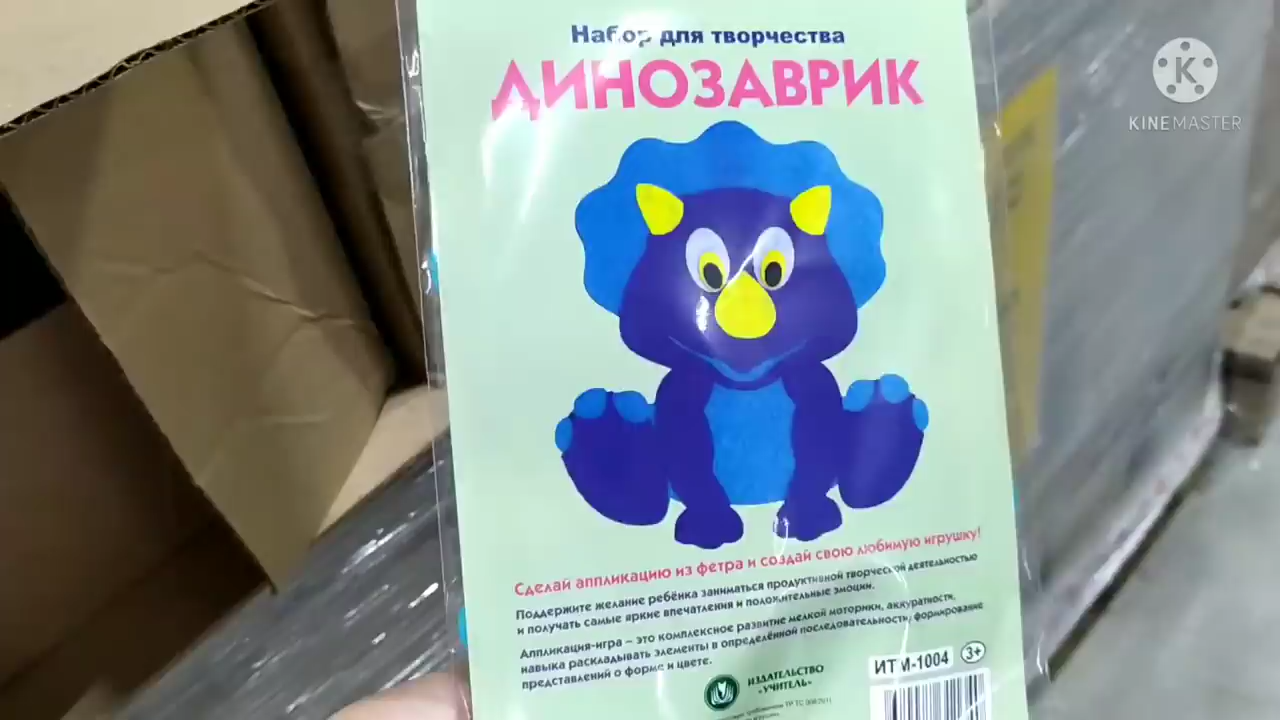 Набор для творчества
ДИНОЗАВРИК
KINEMASTER
Сделай аппликацию из фетра и создай свою любимую игрушку!
Поддержите желание ребёнка заниматься продуктивной творческой деятельностью
и получать самые яркие впечатления и положительные эмоции.
Аппликация-игра – это комплексное развитие мелкой моторики, аккуратности,
навыка раскладывать элементы в определённой последовательности, формирование
представлений о форме и цвете.
ИЗДАТЕЛЬСТВО
«УЧИТЕЛЬ»
1004
3+